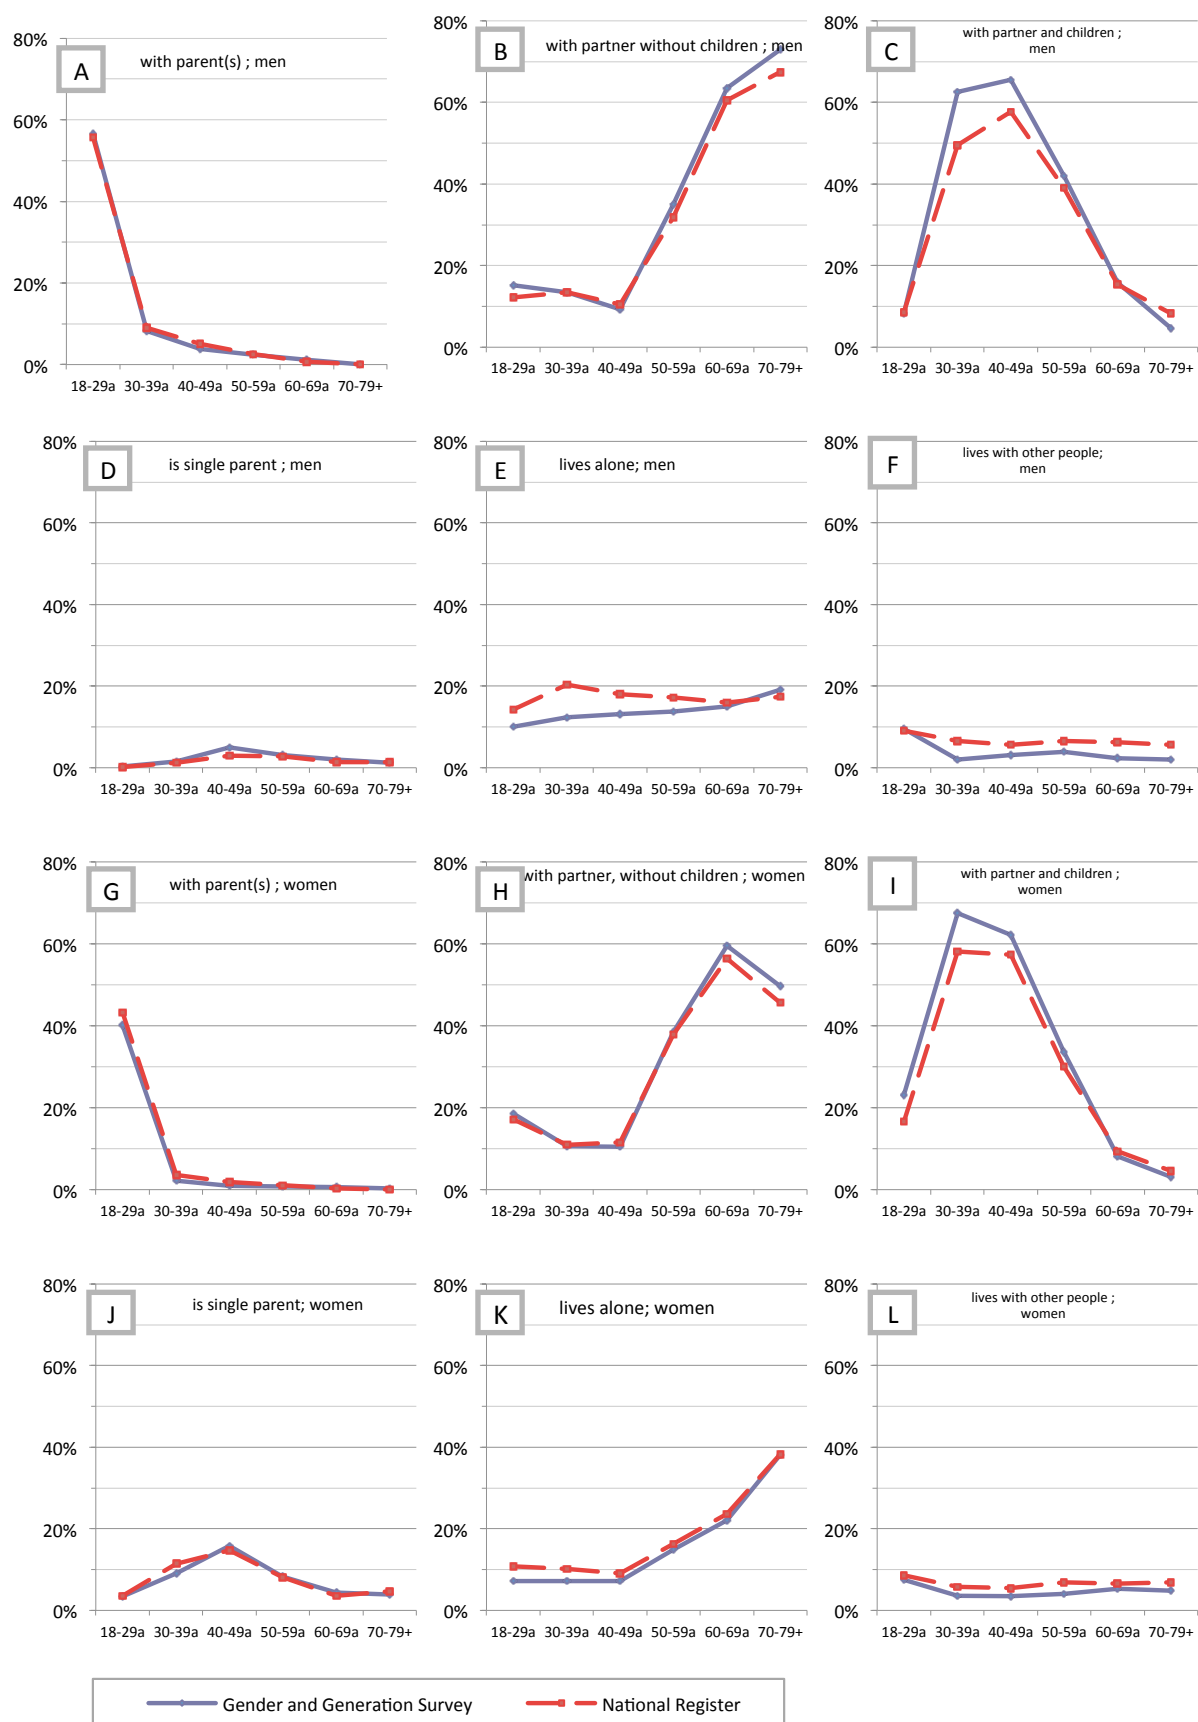 80%
60%
40%
20%
0%
A
with parent(s) ; men
18-29a 30-39a 40-49a 50-59a 60-69a 70-79+
80%
60%
40%
20%
0%
B
with partner without children ; men
18-29a 30-39a 40-49a 50-59a 60-69a 70-79+
80%
60%
40%
20%
0%
C
with partner and children ;
men
18-29a 30-39a 40-49a 50-59a 60-69a 70-79+
80%
60%
40%
20%
0%
D
is single parent ; men
18-29a 30-39a 40-49a 50-59a 60-69a 70-79+
80%
60%
40%
20%
0%
E
lives alone; men
18-29a 30-39a 40-49a 50-59a 60-69a 70-79+
80%
60%
40%
20%
0%
F
lives with other people;
men
18-29a 30-39a 40-49a 50-59a 60-69a 70-79+
80%
60%
40%
20%
0%
G
with parent(s) ; women
18-29a 30-39a 40-49a 50-59a 60-69a 70-79+
80%
60%
40%
20%
0%
H
with partner, without children ; women
18-29a 30-39a 40-49a 50-59a 60-69a 70-79+
80%
60%
40%
20%
0%
I
with partner and children ;
women
18-29a 30-39a 40-49a 50-59a 60-69a 70-79+
80%
60%
40%
20%
0%
J
is single parent; women
18-29a 30-39a 40-49a 50-59a 60-69a 70-79+
80%
60%
40%
20%
0%
K
lives alone; women
18-29a 30-39a 40-49a 50-59a 60-69a 70-79+
80%
60%
40%
20%
0%
L
lives with other people ;
women
18-29a 30-39a 40-49a 50-59a 60-69a 70-79+
Gender and Generation Survey National Register